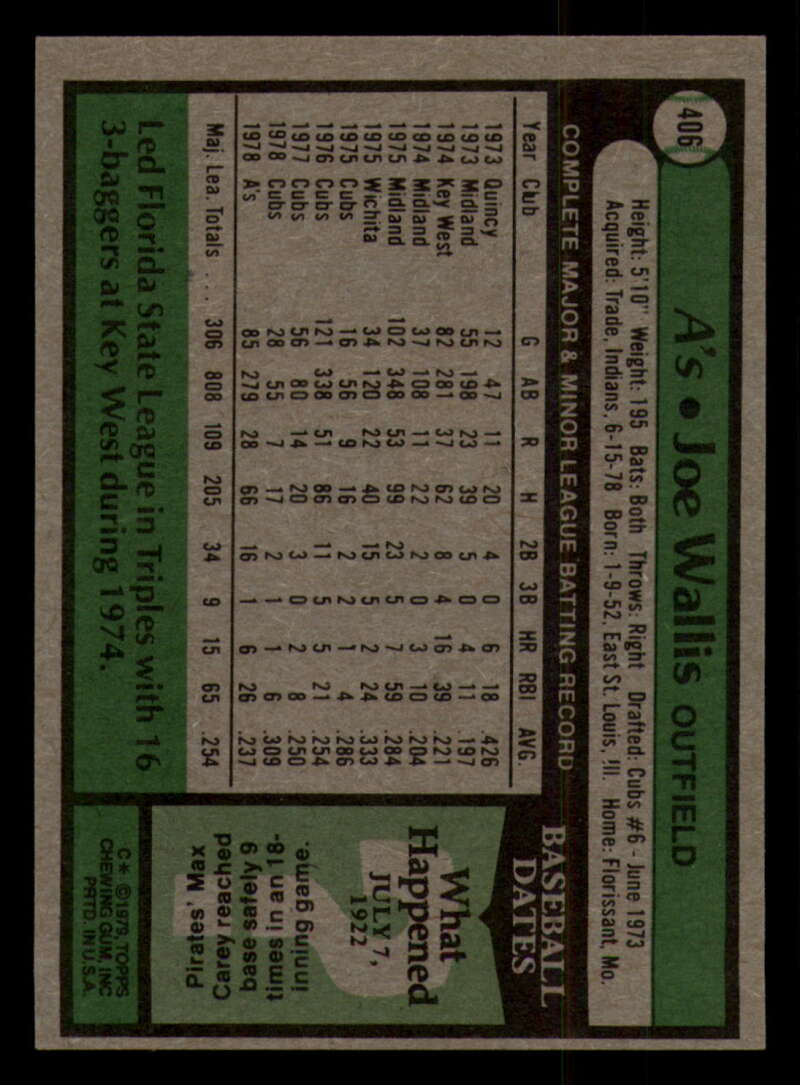 406
A's • Joe Wallis OUTFIELD
Height: 5'10" Weight: 195 Bats: Both Throws: Right Drafted: Cubs #6 - June 1973
Acquired: Trade, Indians, 6-15-78 Born: 1-9-52, East St. Louis, Ill. Home: Florissant, Mo.
COMPLETE MAJOR & MINOR LEAGUE BATTING RECORD
Year Club G AB R H 2B 3B HR RBI AVG.
1973 Quincy 12 47 11 20 4 0 6 18 .426
1973 Midland 55 198 23 39 5 0 4 11 .197
1974 Key West 82 281 37 62 8 4 16 39 .221
1974 Midland 37 108 11 22 2 0 3 10 .204
1975 Midland 102 348 53 99 23 5 7 59 .284
1975 Wichita 34 120 22 40 15 5 2 24 .333
1975 Cubs 16 56 9 16 2 2 1 4 .286
1976 Cubs 121 338 51 86 11 5 5 21 .254
1977 Cubs 56 80 14 20 3 0 2 8 .250
1978 Cubs 28 55 7 17 2 1 1 6 .309
1978 A's. 85 279 28 66 16 1 6 26 .237
Maj. Lea. Totals . . . 306 808 109 205 34 9 15 65 .254
Led Florida State League in Triples with 16
3-baggers at Key West during 1974.
BASEBALL
DATES
What
Happened
JULY 7,
1922
Pirates' Max
Carey reached
base safely 9
times in an 18-
inning game.
C* ©1979 TOPPS
CHEWING GUM, INC
PRTD. IN U.S.A.